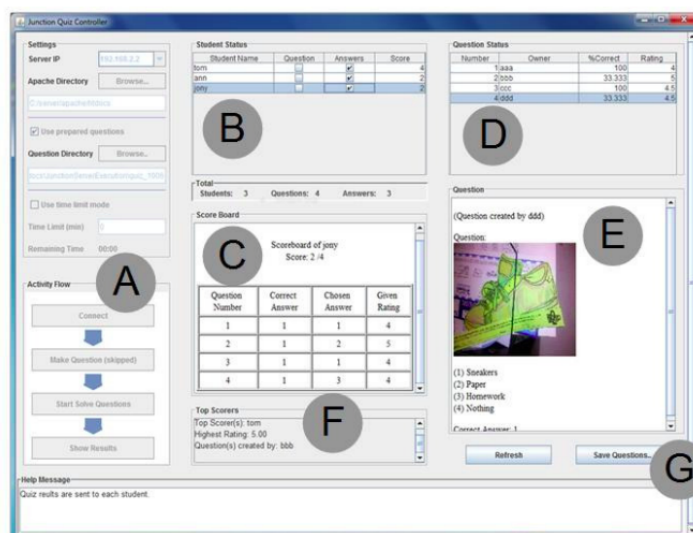 Junction Quiz Controller
Settings
Server IP 192.168.2.2
Apache Directory Browse...
Use prepared questions
Question Directory Browse...
Use time limit mode
Time Limit (min) 0
Remaining Time 00:00
A
Activity Flow
Connect
Make Question (skipped)
Start Solve Questions
Show Results
Student Status
Student Name Question Answers Score
tom 4
ann 2
jony 2
B
Total
Students: 3 Questions: 4 Answers: 3
Score Board
C
Scoreboard of jony
Score: 2 /4
Question Number Correct Answer Chosen Answer Given Rating
1 1 1 4
2 1 2 5
3 1 1 4
4 1 3 4
Top Scorers
Top Scorer(s): tom
Highest Rating: 5.00
Question(s) created by: bbb
F
Question Status
Number Owner %Correct Rating
1 aaa 100 4
2 bbb 33.333 5
3 ccc 100 4.5
4 ddd 33.333 4.5
D
Question
(Question created by ddd)
E
Question:
(1) Sneakers
(2) Paper
(3) Homework
(4) Nothing
Correct Answer: 1
Refresh Save Questions...
G
Help Message
Quiz reults are sent to each student.